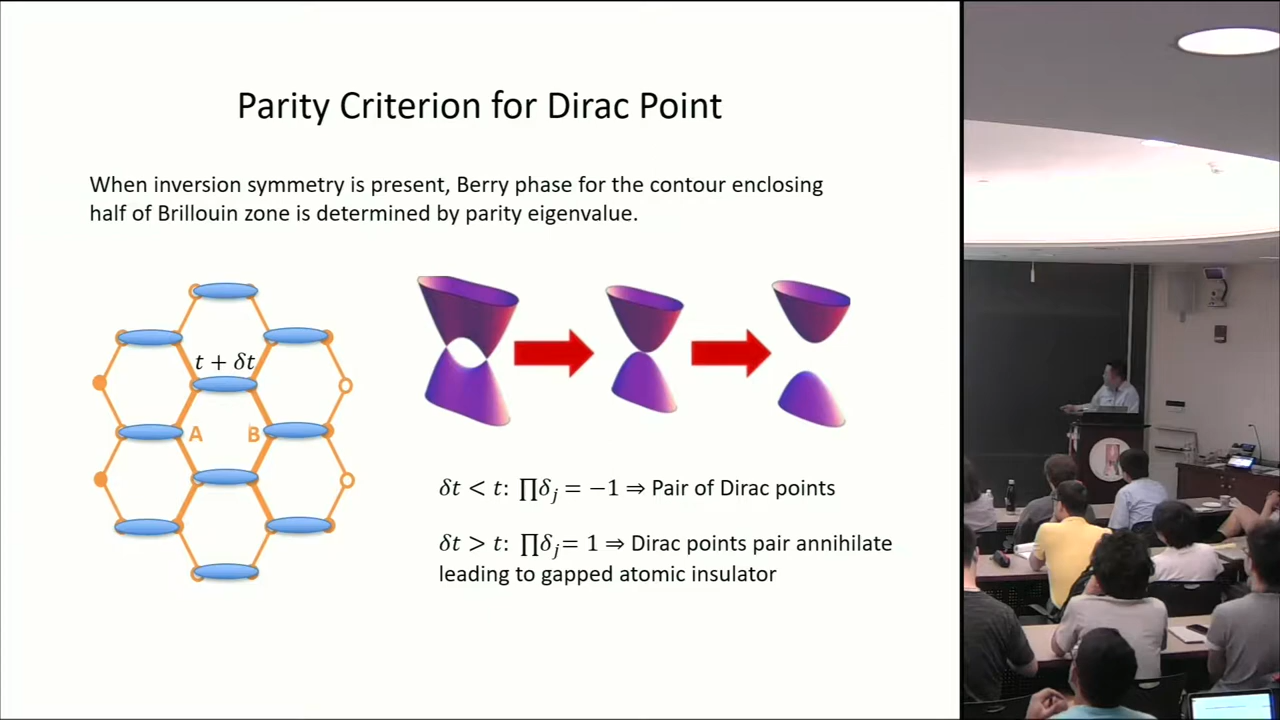 Parity Criterion for Dirac Point
When inversion symmetry is present, Berry phase for the contour enclosing
half of Brillouin zone is determined by parity eigenvalue.
t + δt
A B
δt < t: ∏δⱼ = −1 ⇒ Pair of Dirac points
δt > t: ∏δⱼ= 1 ⇒ Dirac points pair annihilate
leading to gapped atomic insulator